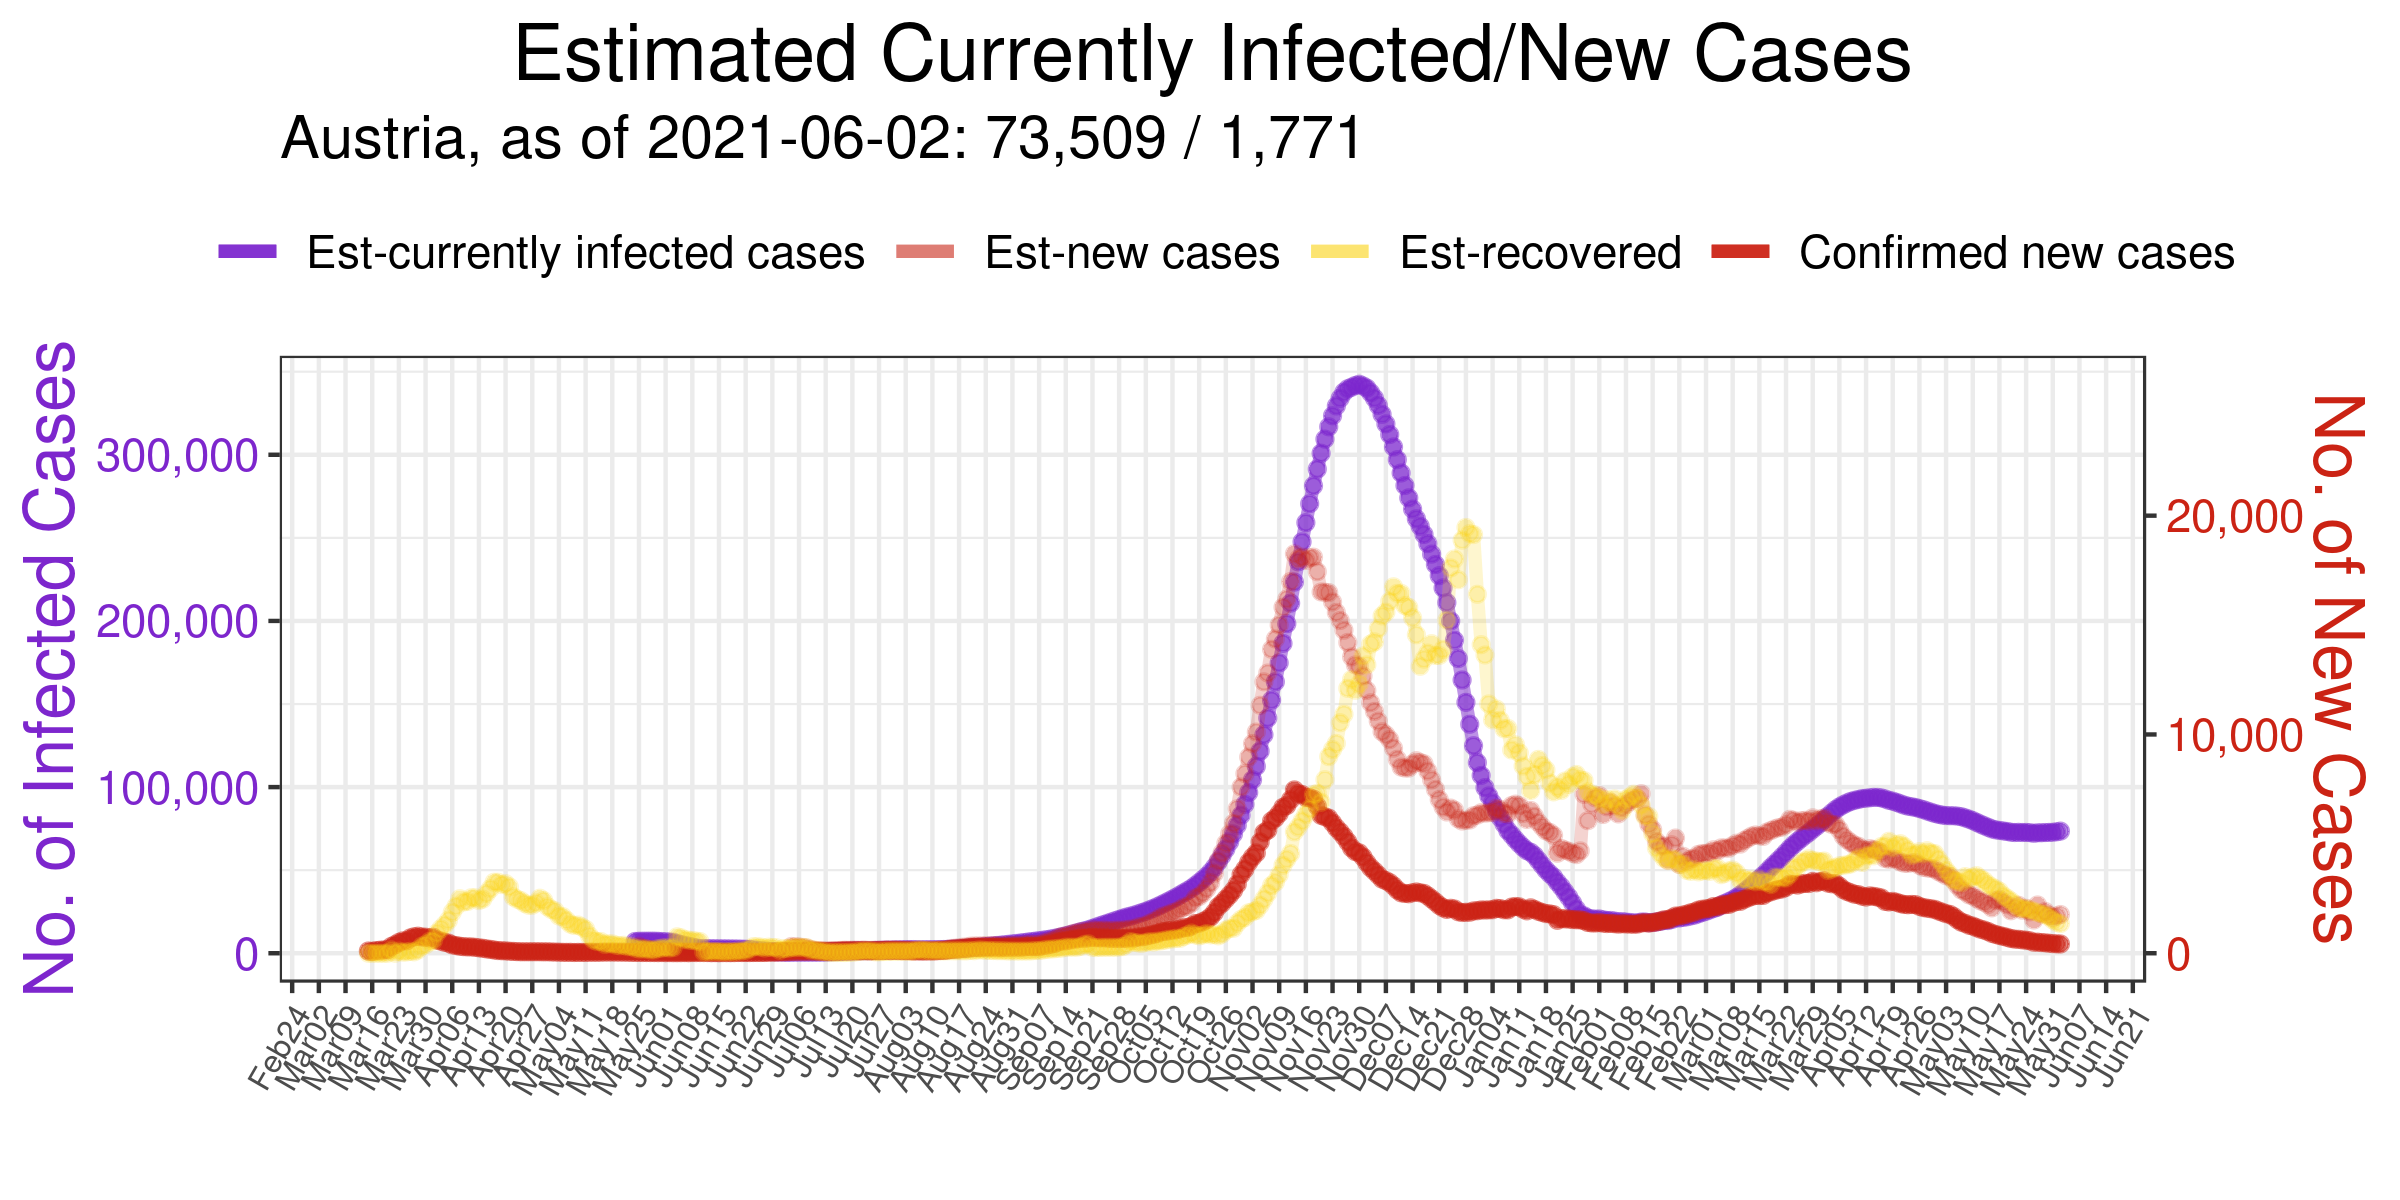 Estimated Currently Infected/New Cases
Austria, as of 2021-06-02: 73,509 / 1,771
Est-currently infected cases
Est-new cases
Est-recovered
Confirmed new cases
No. of Infected Cases
300,000
200,000
100,000
0
20,000
10,000
0
No. of New Cases
Feb24
Mar02
Mar09
Mar16
Mar23
Mar30
Apr06
Apr13
Apr20
Apr27
May04
May11
May18
May25
Jun01
Jun08
Jun15
Jun22
Jun29
Jul06
Jul13
Jul20
Jul27
Aug03
Aug10
Aug17
Aug24
Aug31
Sep07
Sep14
Sep21
Sep28
Oct05
Oct12
Oct19
Oct26
Nov02
Nov09
Nov16
Nov23
Nov30
Dec07
Dec14
Dec21
Dec28
Jan04
Jan11
Jan18
Jan25
Feb01
Feb08
Feb15
Feb22
Mar01
Mar08
Mar15
Mar22
Mar29
Apr05
Apr12
Apr19
Apr26
May03
May10
May17
May24
May31
Jun07
Jun14
Jun21